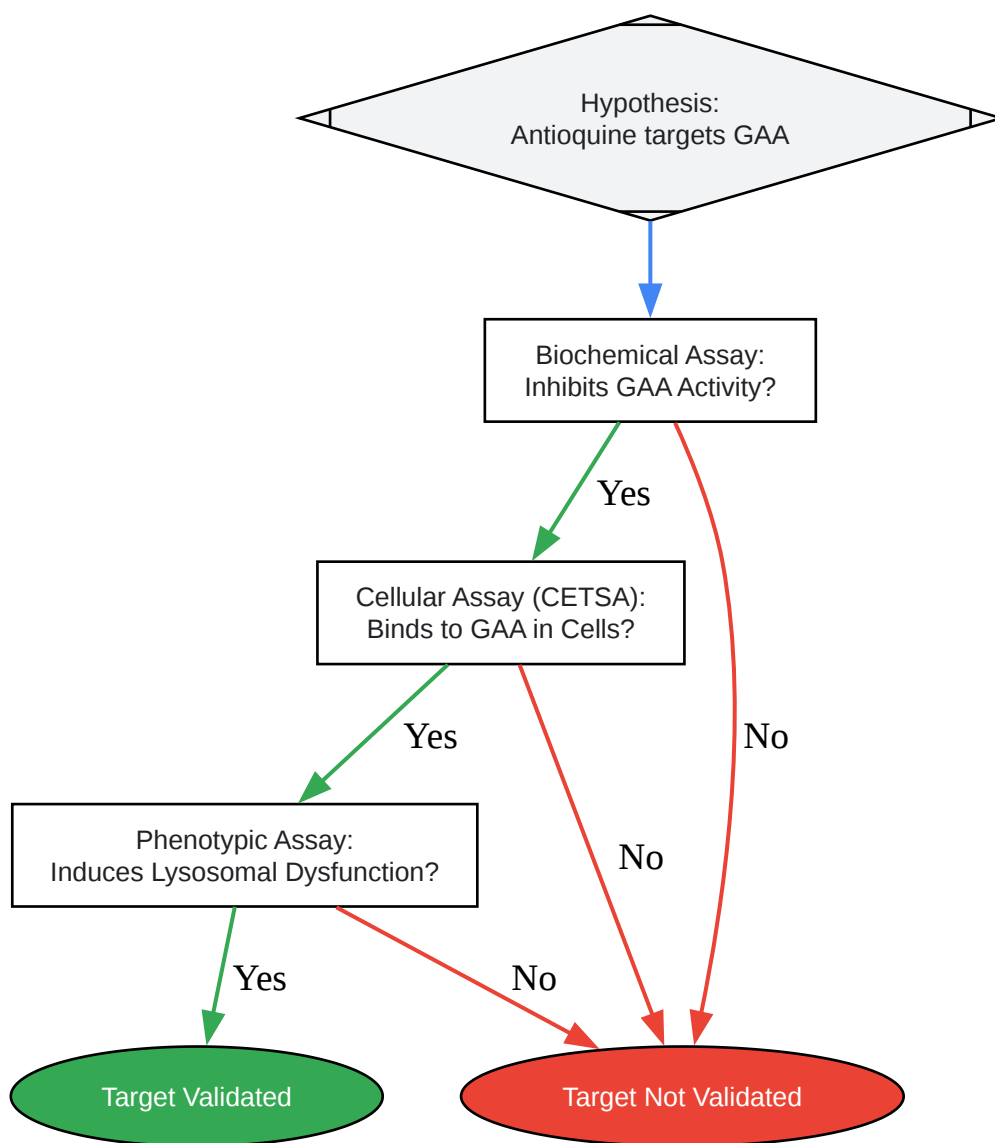 Hypothesis:
Antioquine targets GAA
Biochemical Assay:
Inhibits GAA Activity?
Yes
Cellular Assay (CETSA):
Binds to GAA in Cells?
Yes
No
Phenotypic Assay:
Induces Lysosomal Dysfunction?
No
Yes
No
Target Validated
Target Not Validated